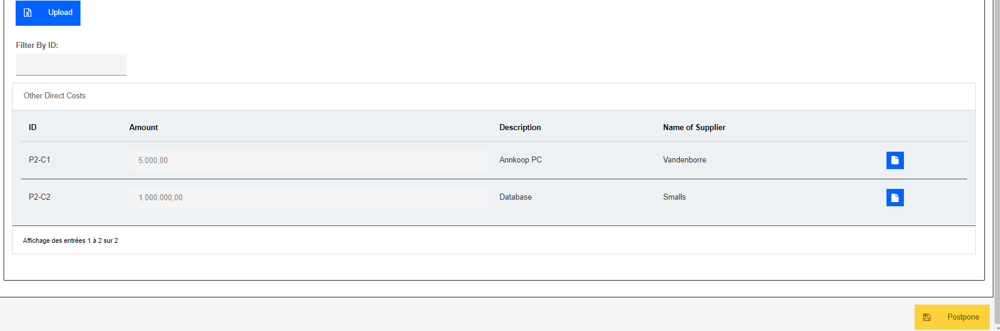 Upload
Filter By ID:
Other Direct Costs
ID Amount Description Name of Supplier
P2-C1 5.000,00 Annkoop PC Vandenborre
P2-C2 1.000.000,00 Database Smalls
Affichage des entrées 1 à 2 sur 2
Postpone